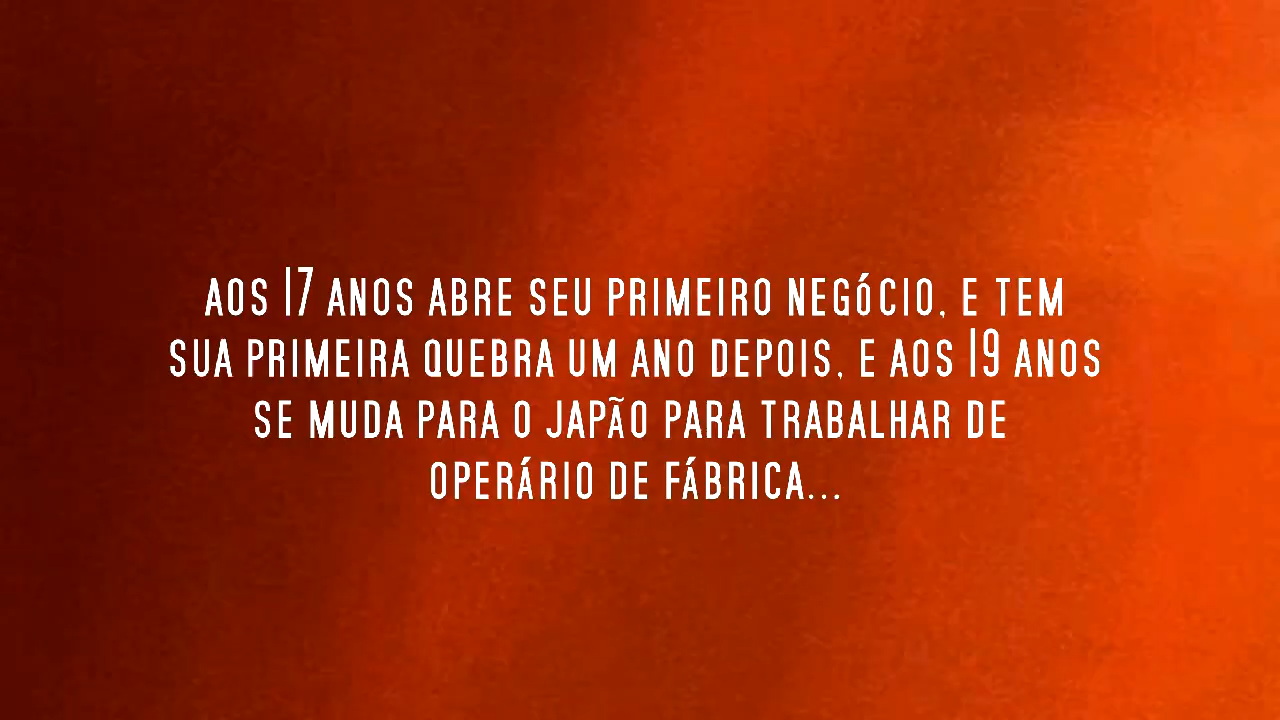 AOS 17 ANOS ABRE SEU PRIMEIRO NEGÓCIO, E TEM
SUA PRIMEIRA QUEBRA UM ANO DEPOIS, E AOS 19 ANOS
SE MUDA PARA O JAPÃO PARA TRABALHAR DE
OPERÁRIO DE FÁBRICA...